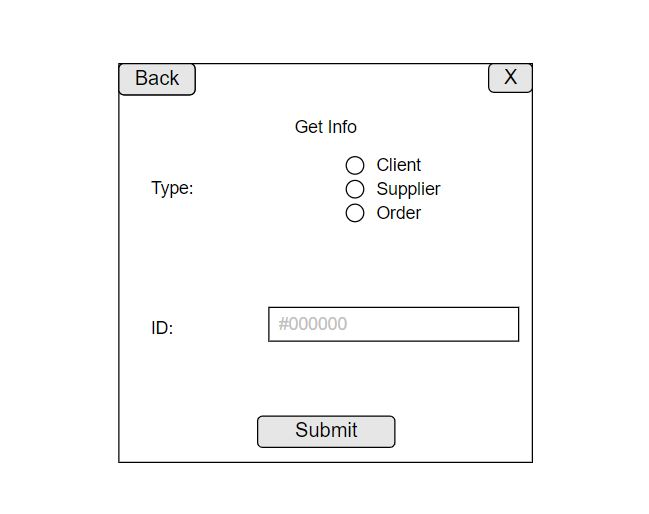 Back
X
Get Info
Type:
Client
Supplier
Order
ID:
#000000
Submit